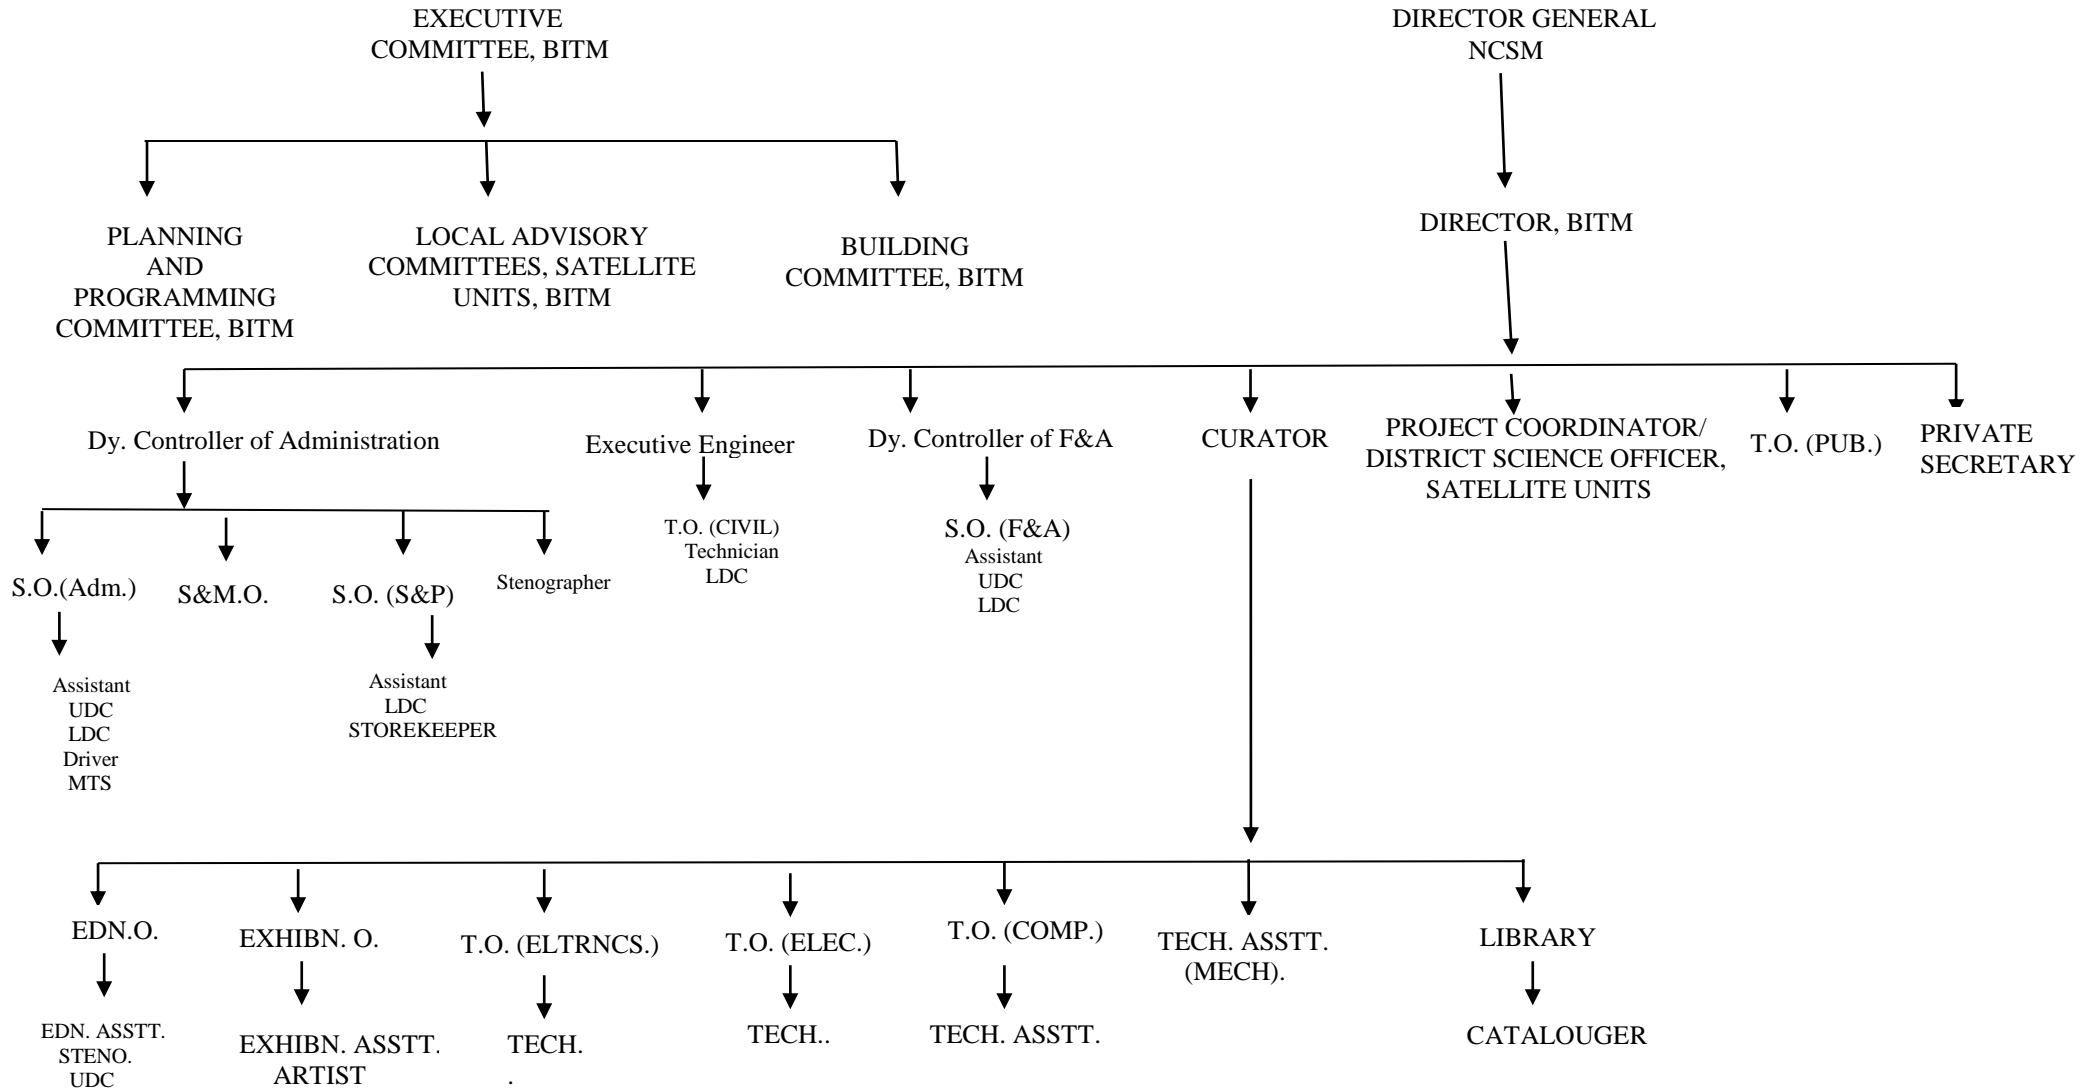 EXECUTIVE
COMMITTEE, BITM
DIRECTOR GENERAL
NCSM
PLANNING
AND
PROGRAMMING
COMMITTEE, BITM
LOCAL ADVISORY
COMMITTEES, SATELLITE
UNITS, BITM
BUILDING
COMMITTEE, BITM
DIRECTOR, BITM
Dy. Controller of Administration
Executive Engineer
Dy. Controller of F&A
CURATOR
PROJECT COORDINATOR/
DISTRICT SCIENCE OFFICER,
SATELLITE UNITS
T.O. (PUB.)
PRIVATE
SECRETARY
S.O.(Adm.)
S&M.O.
S.O. (S&P)
Stenographer
T.O. (CIVIL)
Technician
LDC
S.O. (F&A)
Assistant
UDC
LDC
Assistant
UDC
LDC
Driver
MTS
Assistant
LDC
STOREKEEPER
EDN.O.
EXHIBN. O.
T.O. (ELTRNCS.)
T.O. (ELEC.)
T.O. (COMP.)
TECH. ASSTT.
(MECH).
LIBRARY
EDN. ASSTT.
STENO.
UDC
EXHIBN. ASSTT.
ARTIST
TECH.
.
TECH..
TECH. ASSTT.
CATALOUGER